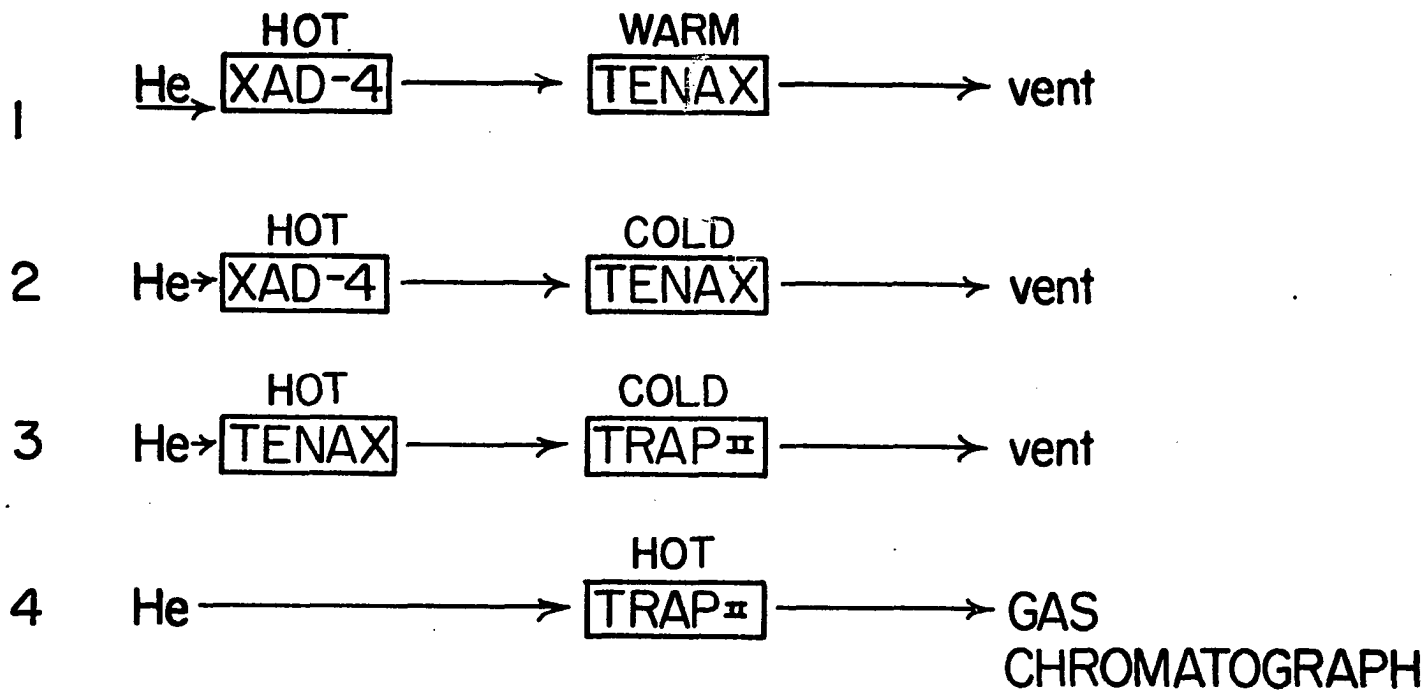 HOT WARM
1 He XAD-4 TENAX vent
HOT COLD
2 He XAD-4 TENAX vent
HOT COLD
3 He TENAX TRAP II vent
HOT
4 He TRAP II GAS
CHROMATOGRAPH